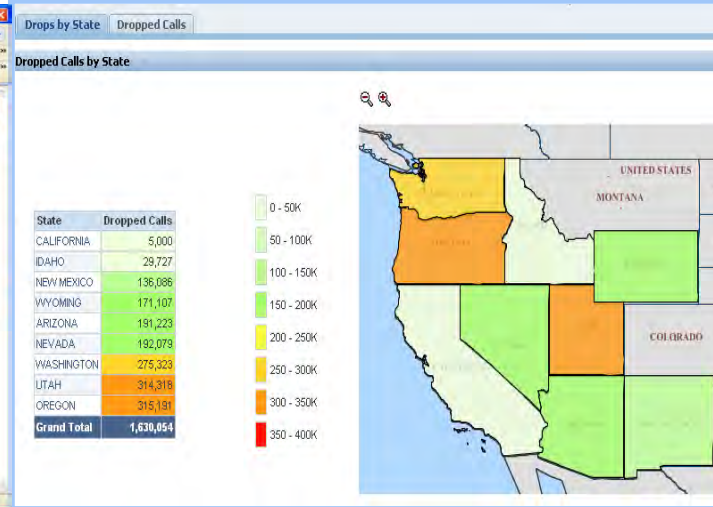 Drops by State Dropped Calls
Dropped Calls by State
State Dropped Calls
CALIFORNIA 5,000
IDAHO 29,727
NEW MEXICO 136,086
WYOMING 171,107
ARIZONA 191,223
NEVADA 192,079
WASHINGTON 275,323
UTAH 314,318
OREGON 315,191
Grand Total 1,630,054
0 - 50K
50 - 100K
100 - 150K
150 - 200K
200 - 250K
250 - 300K
300 - 350K
350 - 400K
UNITED STATES
MONTANA
COLORADO